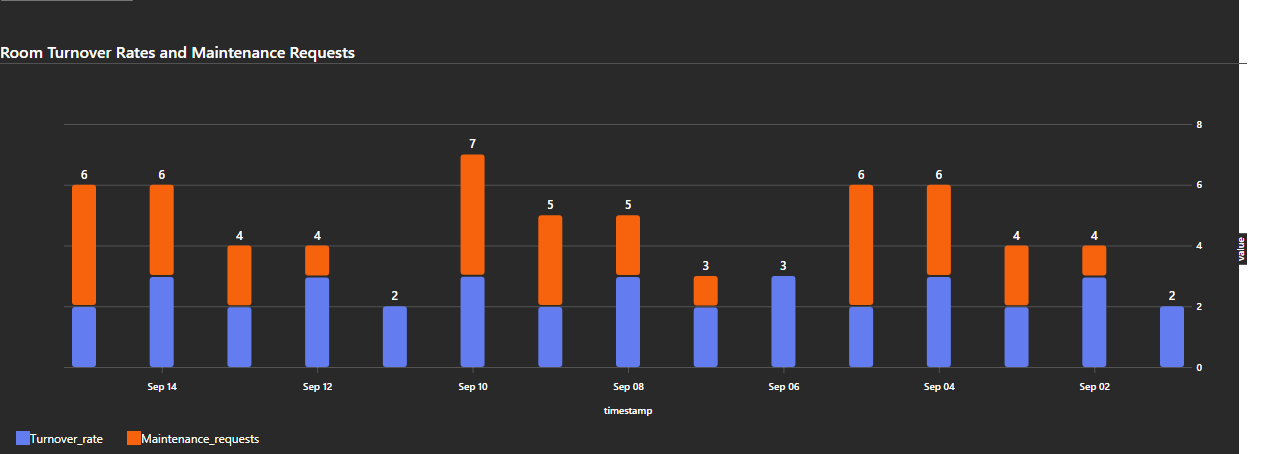 Room Turnover Rates and Maintenance Requests
8
7
6 6 6 6 6
5 5
4 4 4 4 4
value
3 3
2 2 2
0
Sep 14 Sep 12 Sep 10 Sep 08 Sep 06 Sep 04 Sep 02
timestamp
Turnover_rate Maintenance_requests